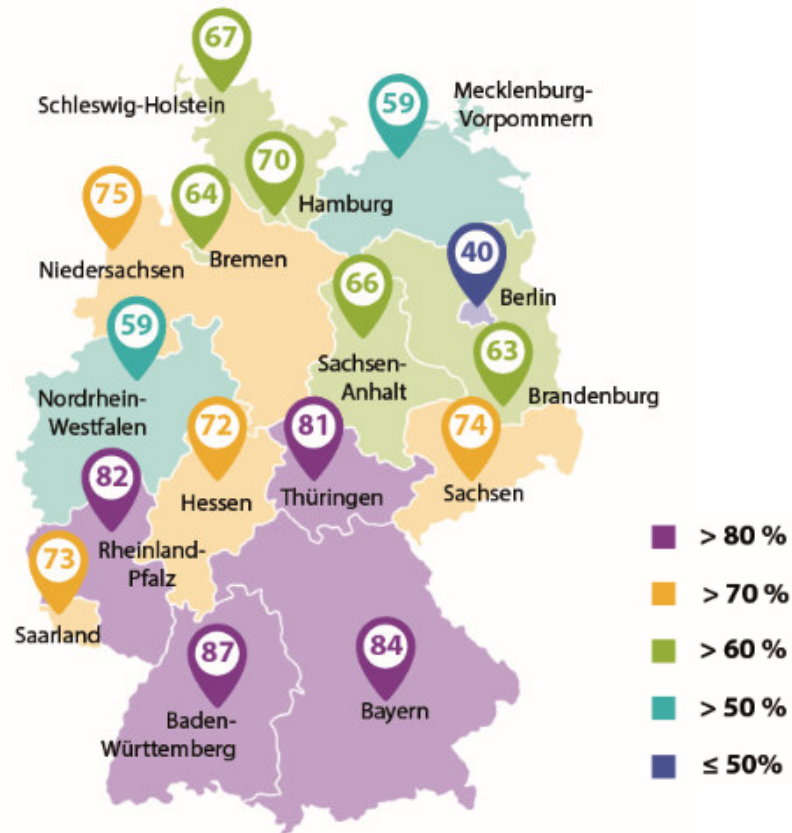 67
Schleswig-Holstein
59
Mecklenburg-
Vorpommern
70
Hamburg
75
Niedersachsen
64
Bremen
40
Berlin
66
Sachsen-
Anhalt
63
Brandenburg
59
Nordrhein-
Westfalen
72
Hessen
81
Thüringen
74
Sachsen
82
Rheinland-
Pfalz
73
Saarland
87
Baden-
Württemberg
84
Bayern
> 80 %
> 70 %
> 60 %
> 50 %
≤ 50%